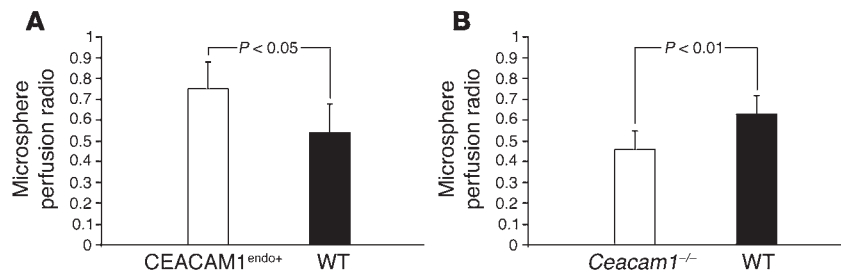 A
Microsphere
perfusion radio
1
0.9
0.8
0.7
0.6
0.5
0.4
0.3
0.2
0.1
0
P < 0.05
CEACAM1endo+
WT
B
Microsphere
perfusion radio
1
0.9
0.8
0.7
0.6
0.5
0.4
0.3
0.2
0.1
0
P < 0.01
Ceacam1–/–
WT